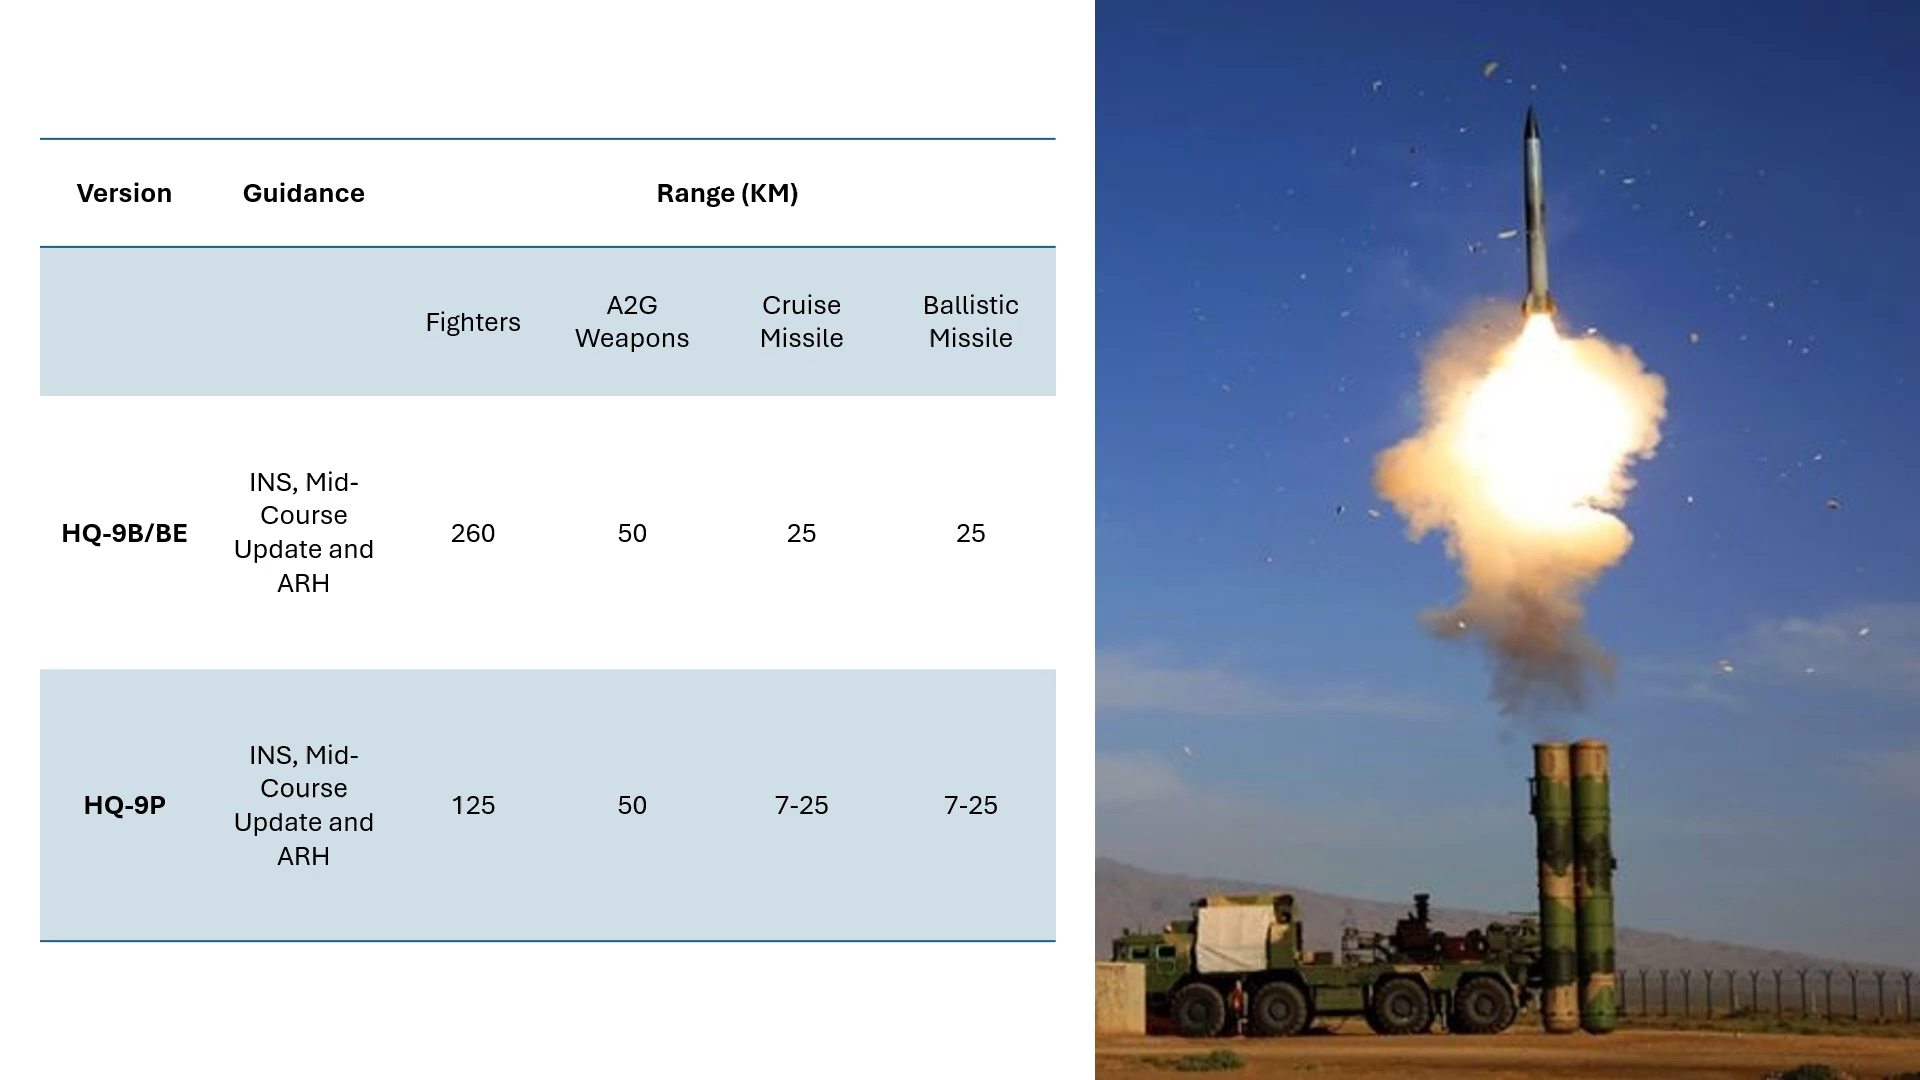 Version Guidance Range (KM)
Fighters A2G Weapons Cruise Missile Ballistic Missile
HQ-9B/BE INS, Mid-Course Update and ARH 260 50 25 25
HQ-9P INS, Mid-Course Update and ARH 125 50 7-25 7-25